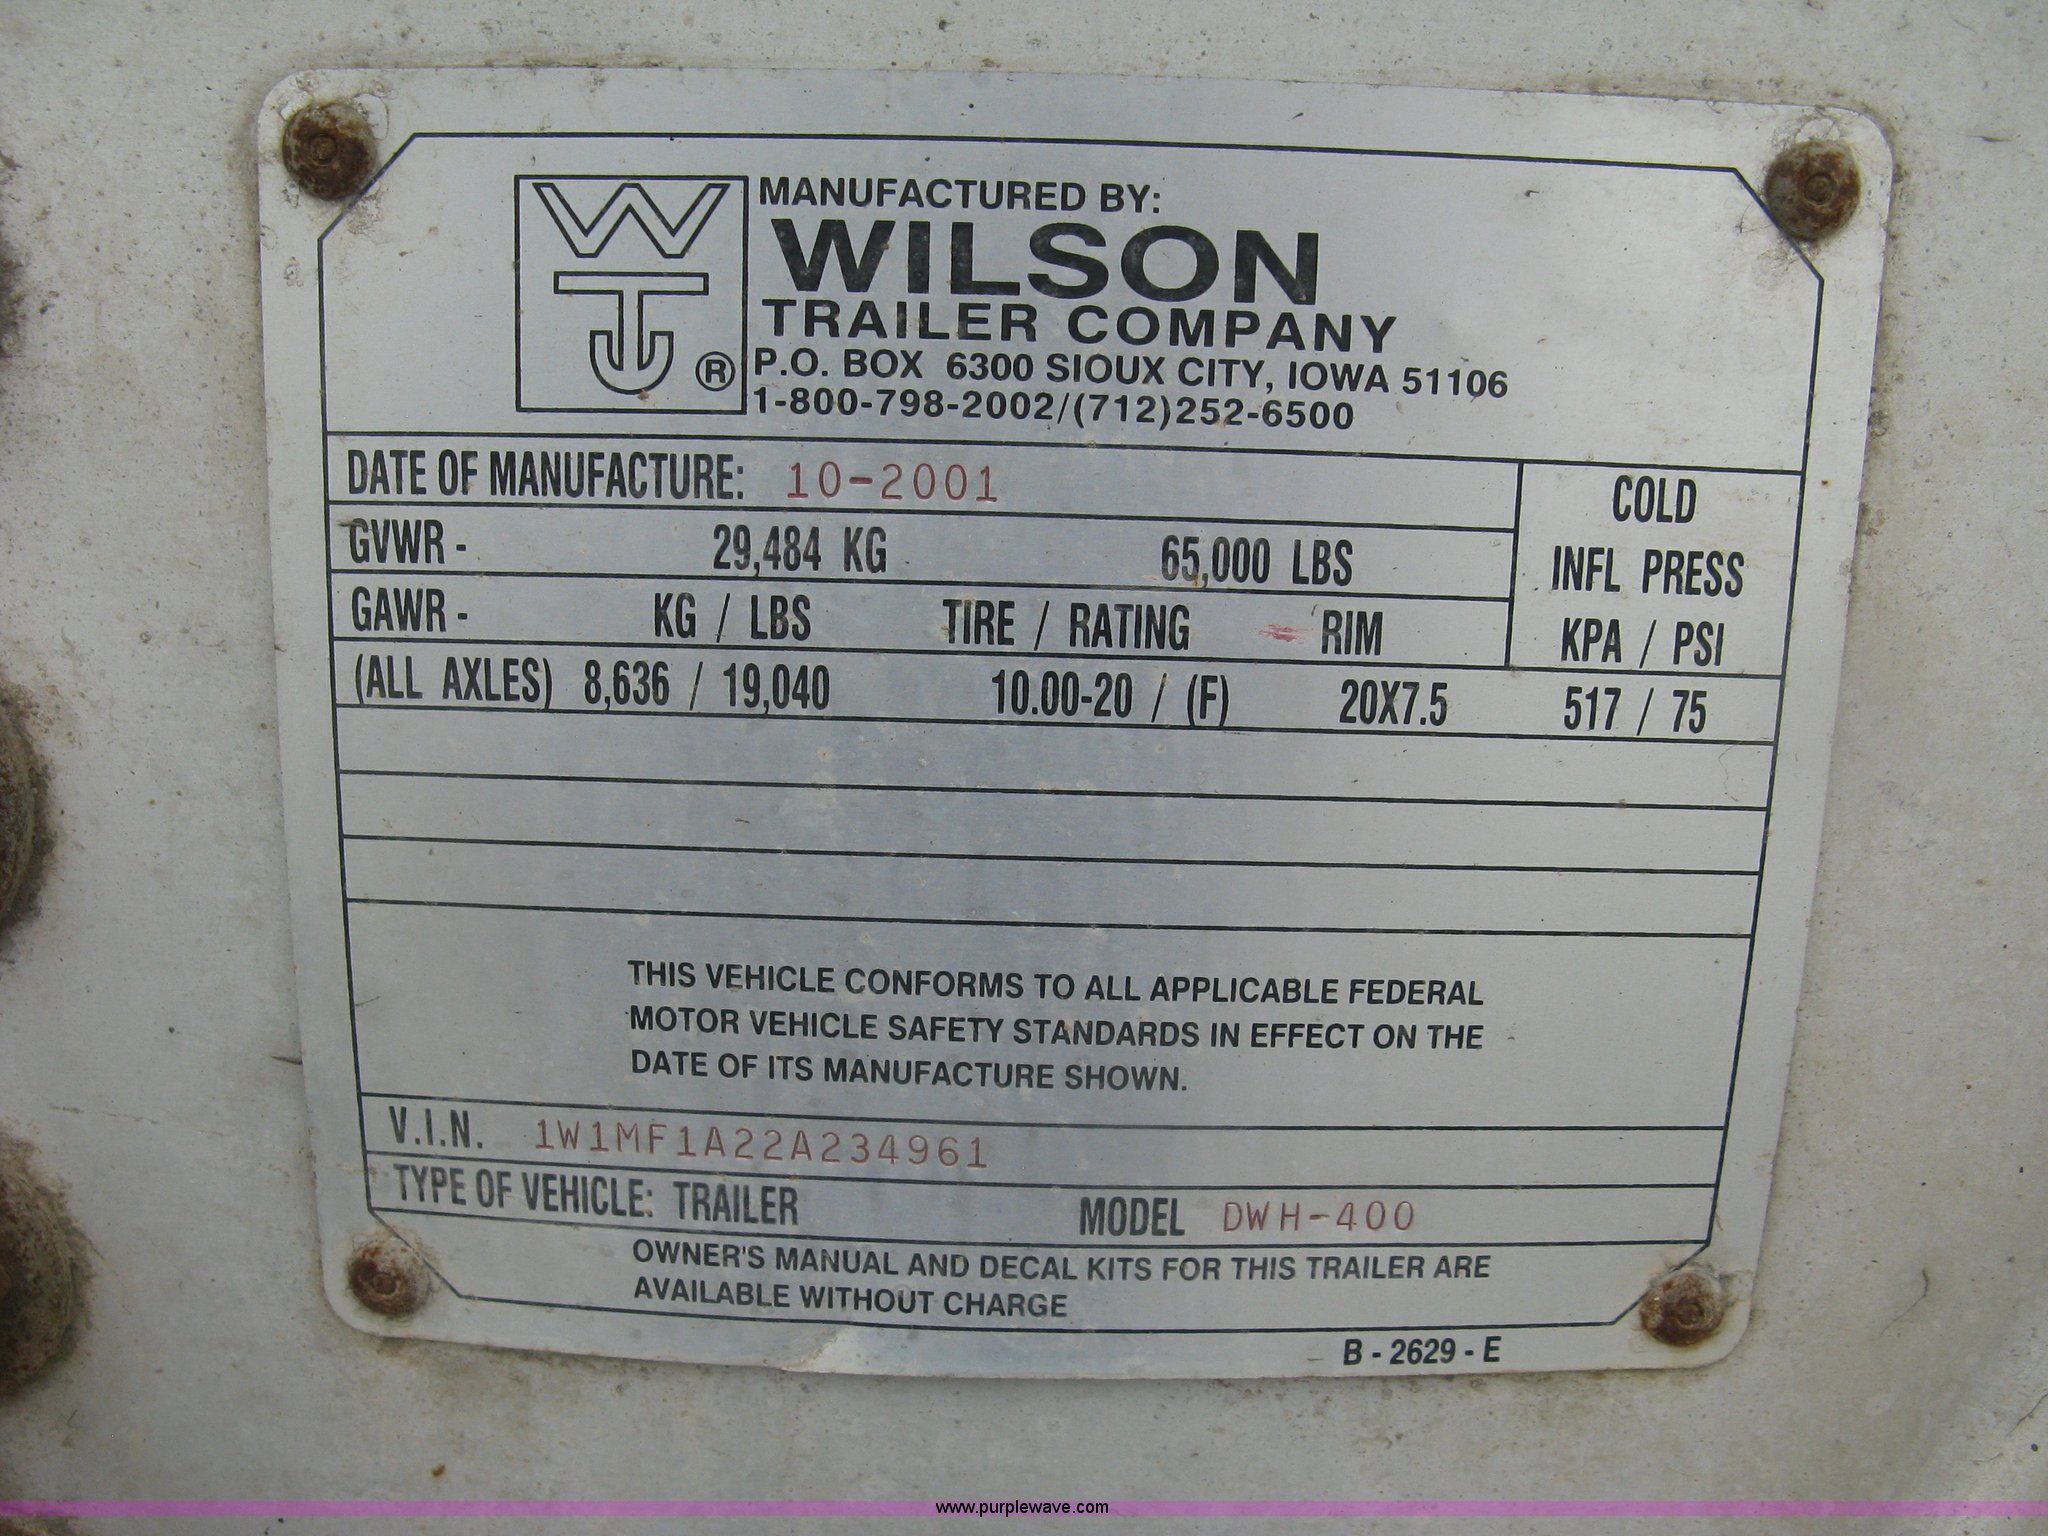 MANUFACTURED BY:
WILSON
TRAILER COMPANY
P.O. BOX 6300 SIOUX CITY, IOWA 51106
1-800-798-2002/(712)252-6500
WTJ ®
DATE OF MANUFACTURE: 10-2001
COLD
INFL PRESS
KPA / PSI
GVWR - 29,484 KG 65,000 LBS
GAWR - KG / LBS TIRE / RATING RIM
(ALL AXLES) 8,636 / 19,040 10.00-20 / (F) 20X7.5 517 / 75
THIS VEHICLE CONFORMS TO ALL APPLICABLE FEDERAL
MOTOR VEHICLE SAFETY STANDARDS IN EFFECT ON THE
DATE OF ITS MANUFACTURE SHOWN.
V.I.N. 1W1MF1A22A234961
TYPE OF VEHICLE: TRAILER MODEL DWH-400
OWNER'S MANUAL AND DECAL KITS FOR THIS TRAILER ARE
AVAILABLE WITHOUT CHARGE
B - 2629 - E
www.purplewave.com